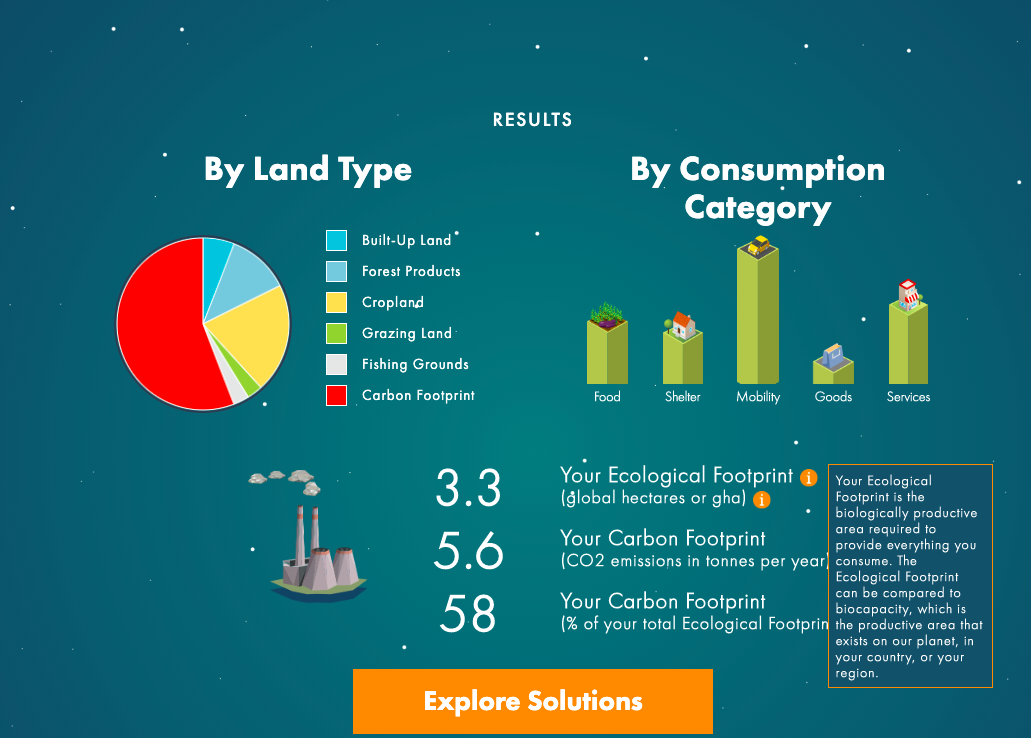 RESULTS
By Land Type
Built-Up Land
Forest Products
Cropland
Grazing Land
Fishing Grounds
Carbon Footprint
By Consumption
Category
Food
Shelter
Mobility
Goods
Services
3.3
Your Ecological Footprint i
(global hectares or gha) i
5.6
Your Carbon Footprint
(CO2 emissions in tonnes per year)
58
Your Carbon Footprint
(% of your total Ecological Footprin
Your Ecological
Footprint is the
biologically productive
area required to
provide everything you
consume. The
Ecological Footprint
can be compared to
biocapacity, which is
the productive area that
exists on our planet, in
your country, or your
region.
Explore Solutions